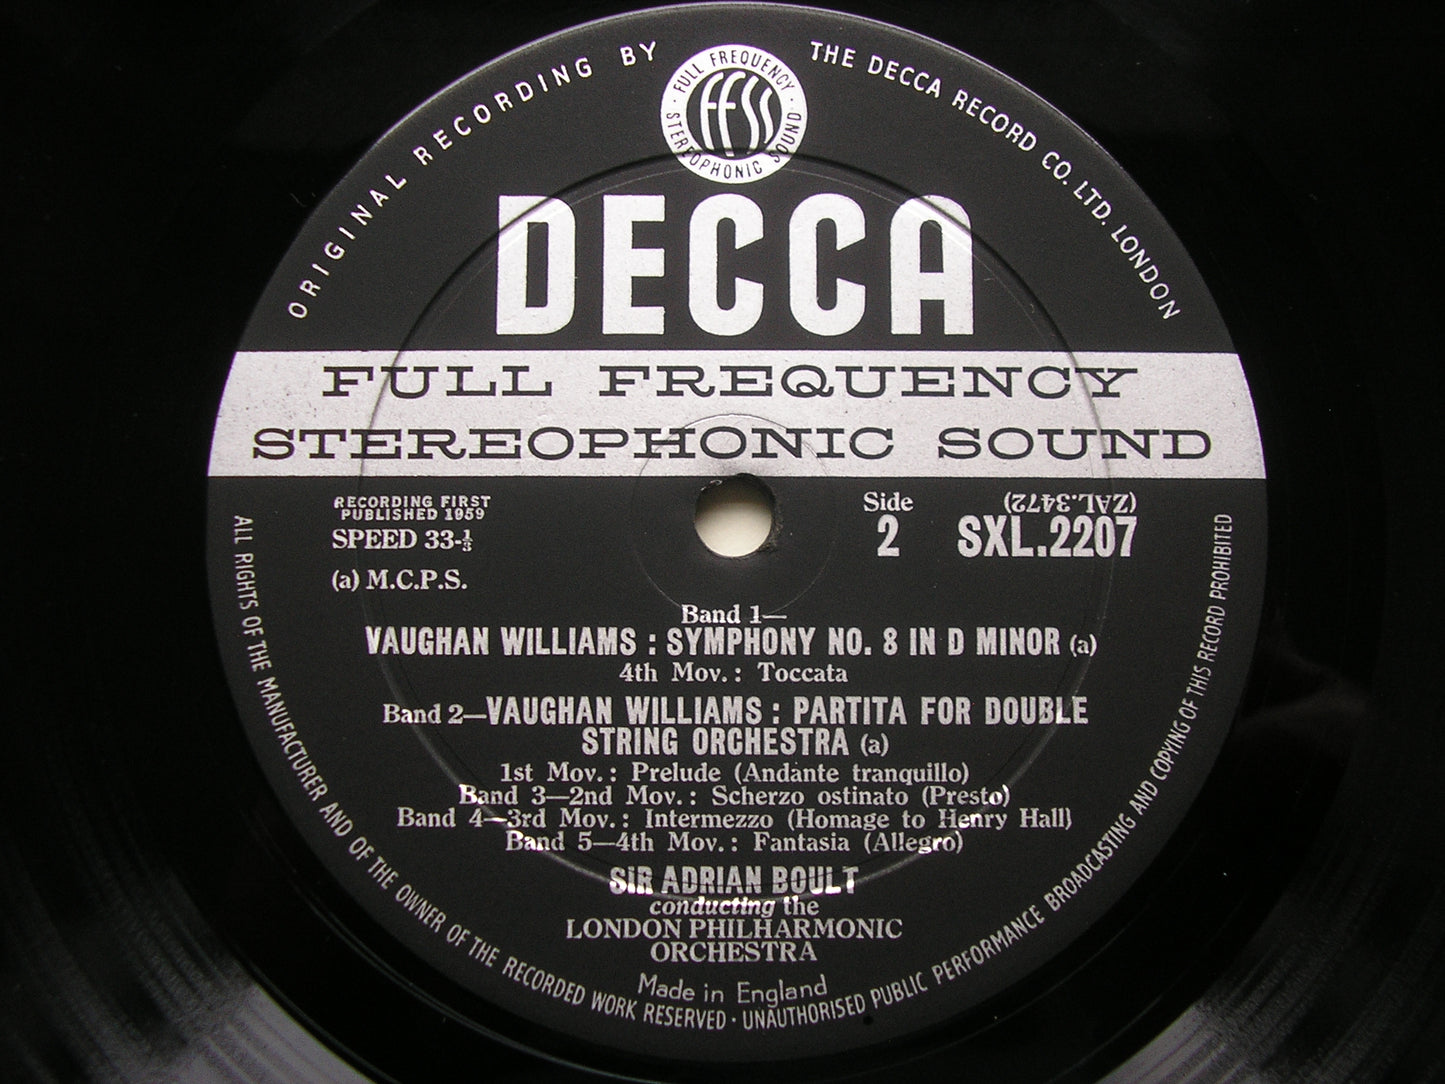 ORIGINAL RECORDING BY THE DECCA RECORD CO. LTD. LONDON
FULL FREQUENCY
FFSS
STEREOPHONIC SOUND
DECCA
FULL FREQUENCY
STEREOPHONIC SOUND
RECORDING FIRST
PUBLISHED 1959
SPEED 33-⅓
(a) M.C.P.S.
Side
2
(ZAL.3472)
SXL.2207
Band 1—
VAUGHAN WILLIAMS : SYMPHONY NO. 8 IN D MINOR (a)
4th Mov.: Toccata
Band 2—VAUGHAN WILLIAMS : PARTITA FOR DOUBLE
STRING ORCHESTRA (a)
1st Mov.: Prelude (Andante tranquillo)
Band 3—2nd Mov.: Scherzo ostinato (Presto)
Band 4—3rd Mov.: Intermezzo (Homage to Henry Hall)
Band 5—4th Mov.: Fantasia (Allegro)
SIR ADRIAN BOULT
conducting the
LONDON PHILHARMONIC
ORCHESTRA
Made in England
ALL RIGHTS OF THE MANUFACTURER AND OF THE OWNER OF THE RECORDED WORK RESERVED · UNAUTHORISED PUBLIC PERFORMANCE BROADCASTING AND COPYING OF THIS RECORD PROHIBITED